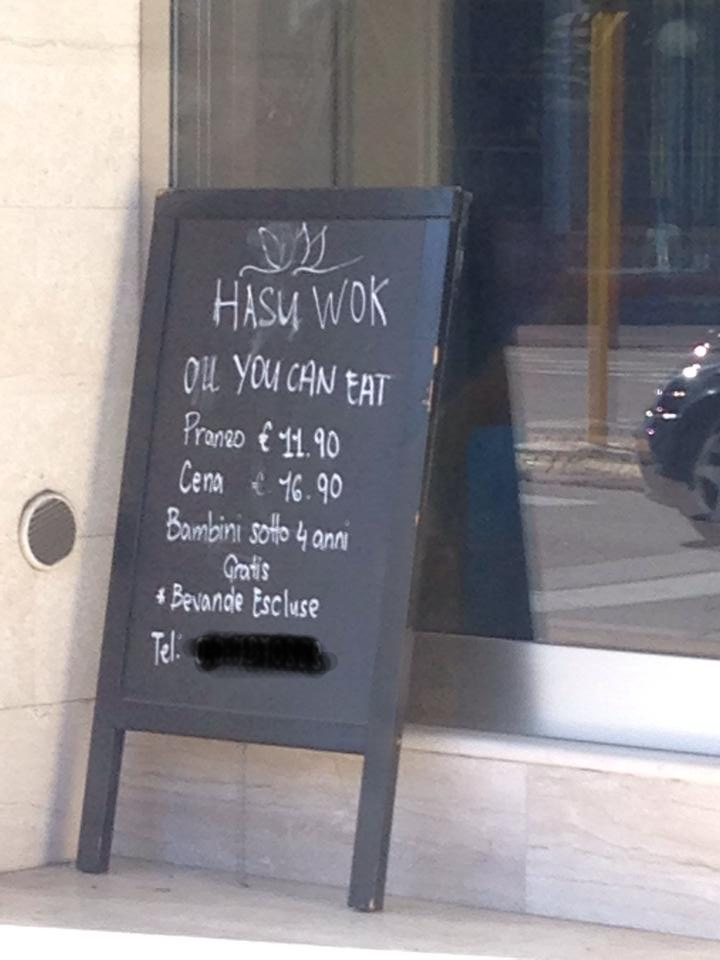 HASU WOK
OLL YOU CAN EAT
Pranzo € 11.90
Cena € 16.90
Bambini sotto 4 anni
Gratis
* Bevande Escluse
Tel: